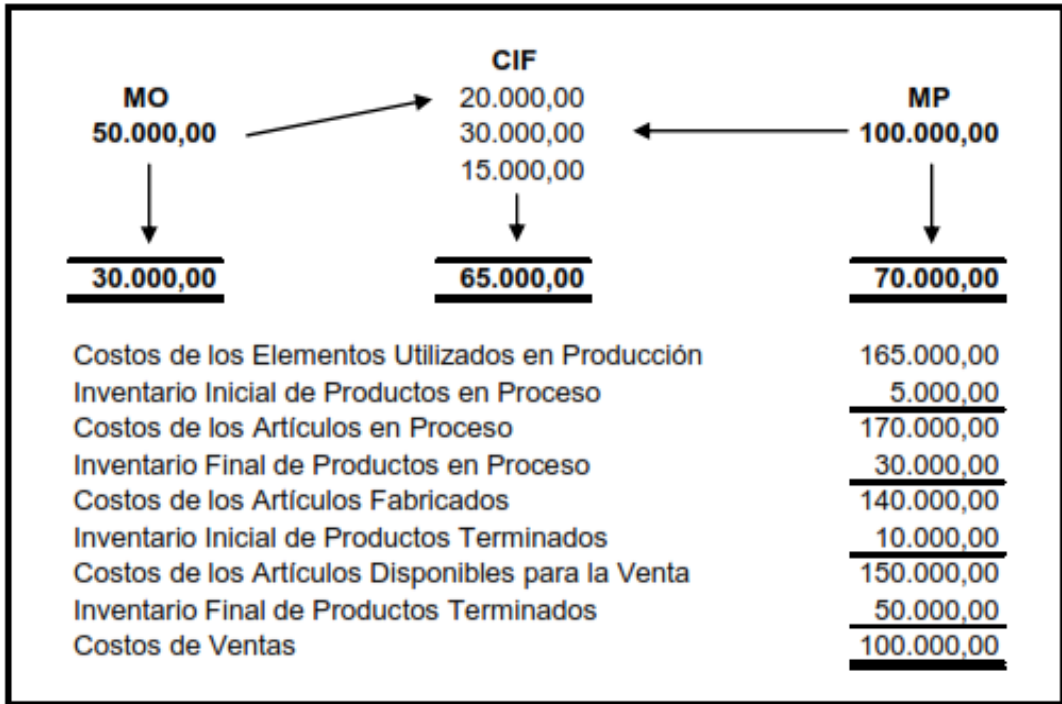 CIF
MO 20.000,00 MP
50.000,00 30.000,00 100.000,00
15.000,00
30.000,00 65.000,00 70.000,00
Costos de los Elementos Utilizados en Producción 165.000,00
Inventario Inicial de Productos en Proceso 5.000,00
Costos de los Artículos en Proceso 170.000,00
Inventario Final de Productos en Proceso 30.000,00
Costos de los Artículos Fabricados 140.000,00
Inventario Inicial de Productos Terminados 10.000,00
Costos de los Artículos Disponibles para la Venta 150.000,00
Inventario Final de Productos Terminados 50.000,00
Costos de Ventas 100.000,00